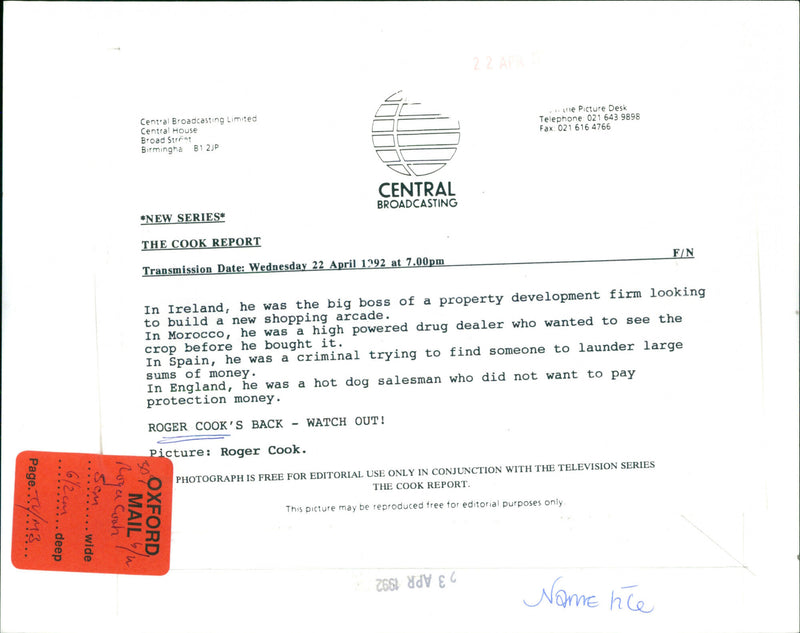 22 APR
Central Broadcasting Limited
Central House
Broad Street
Birmingha B1 2JP
CENTRAL
BROADCASTING
the Picture Desk
Telephone: 021 643 9898
Fax: 021 616 4766
*NEW SERIES*
THE COOK REPORT
Transmission Date: Wednesday 22 April 1992 at 7.00pm F/N
In Ireland, he was the big boss of a property development firm looking
to build a new shopping arcade.
In Morocco, he was a high powered drug dealer who wanted to see the
crop before he bought it.
In Spain, he was a criminal trying to find someone to launder large
sums of money.
In England, he was a hot dog salesman who did not want to pay
protection money.
ROGER COOK'S BACK - WATCH OUT!
Picture: Roger Cook.
PHOTOGRAPH IS FREE FOR EDITORIAL USE ONLY IN CONJUNCTION WITH THE TELEVISION SERIES
THE COOK REPORT.
This picture may be reproduced free for editorial purposes only
OXFORD
MAIL
Roger Cook
5cm wide
6/2cm deep
Page
23 APR 1992
Name